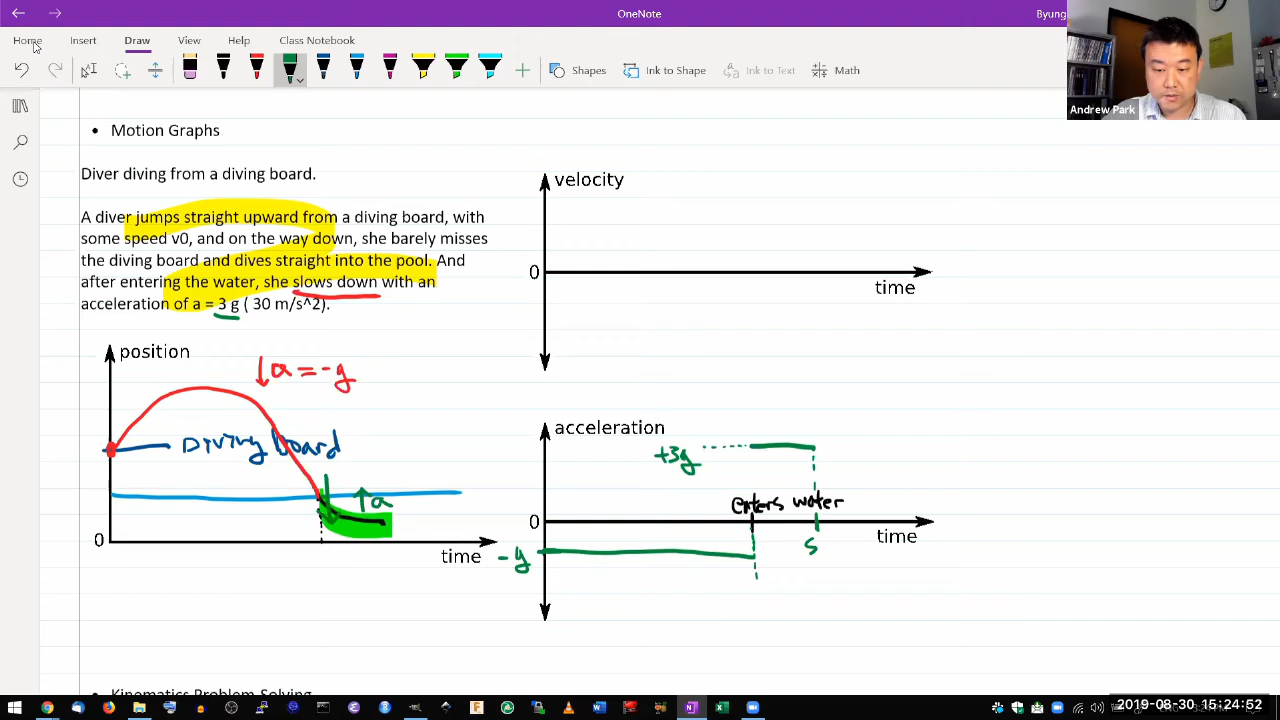 OneNote
Byung
Home
Insert
Draw
View
Help
Class Notebook
Shapes
Ink to Shape
Ink to Text
Math
Andrew Park
• Motion Graphs
Diver diving from a diving board.
A diver jumps straight upward from a diving board, with
some speed v0, and on the way down, she barely misses
the diving board and dives straight into the pool. And
after entering the water, she slows down with an
acceleration of a = 3 g ( 30 m/s^2).
position
↓a = -g
Diving board
↑a
0
time
velocity
0
time
acceleration
+3g
enters water
0
time
-g
s
• Kinematics Problem-Solving
2019-08-30 15:24:52